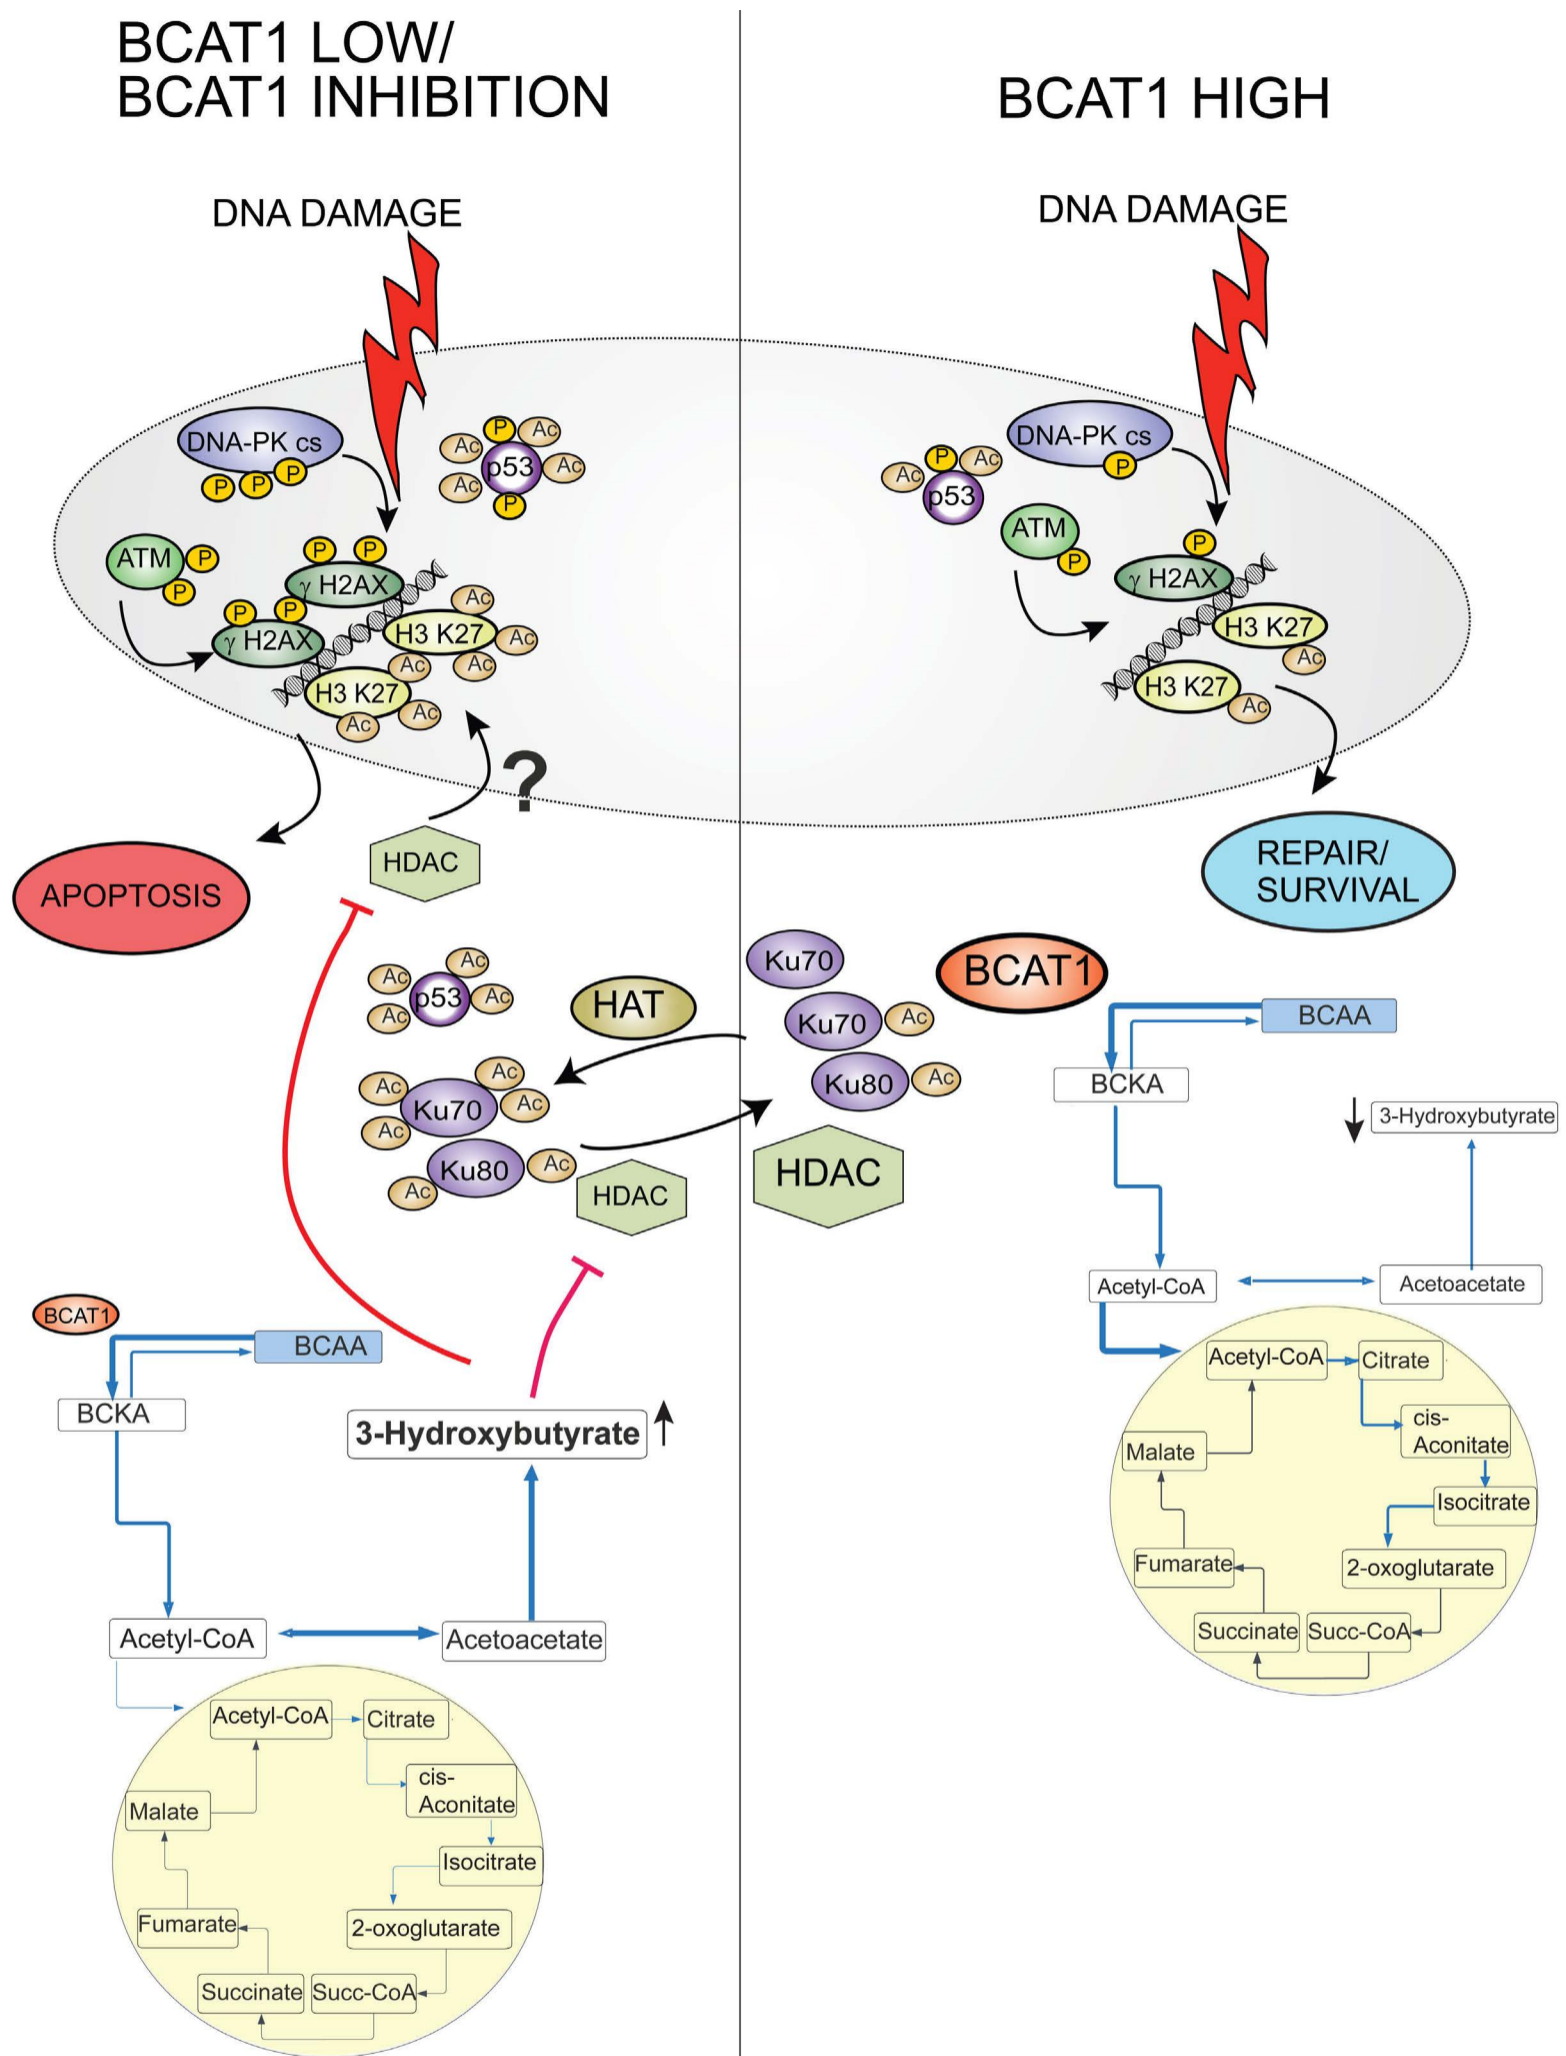 BCAT1 LOW/
BCAT1 INHIBITION
DNA DAMAGE
DNA-PK cs
P
P
P
P
Ac
Ac
p53
Ac
Ac
P
ATM
P
P
P
P
γ H2AX
P
P
γ H2AX
Ac
H3 K27
Ac
Ac
Ac
H3 K27
Ac
Ac
?
HDAC
APOPTOSIS
Ac
Ac
p53
Ac
Ac
HAT
Ac
Ac
Ku70
Ac
Ac
Ku80
Ac
Ac
HDAC
BCAT1
BCAA
BCKA
3-Hydroxybutyrate
Acetyl-CoA
Acetoacetate
Acetyl-CoA
Citrate
cis-
Aconitate
Malate
Isocitrate
2-oxoglutarate
Fumarate
Succinate
Succ-CoA
BCAT1 HIGH
DNA DAMAGE
DNA-PK cs
P
P
Ac
Ac
p53
ATM
P
P
γ H2AX
H3 K27
Ac
H3 K27
Ac
REPAIR/
SURVIVAL
Ku70
Ku70
Ac
Ku80
Ac
HDAC
BCAT1
BCAA
BCKA
3-Hydroxybutyrate
Acetyl-CoA
Acetoacetate
Acetyl-CoA
Citrate
cis-
Aconitate
Malate
Isocitrate
2-oxoglutarate
Fumarate
Succinate
Succ-CoA